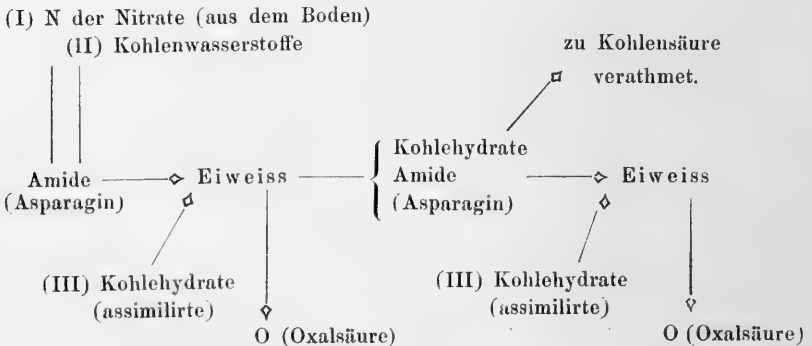 (I) N der Nitrate (aus dem Boden)
(II) Kohlenwasserstoffe
zu Kohlensäure
verathmet.
Amide
(Asparagin)
Eiweiss
Kohlehydrate
Amide
(Asparagin)
Eiweiss
(III) Kohlehydrate
(assimilirte)
O (Oxalsäure)
(III) Kohlehydrate
(assimilirte)
O (Oxalsäure)